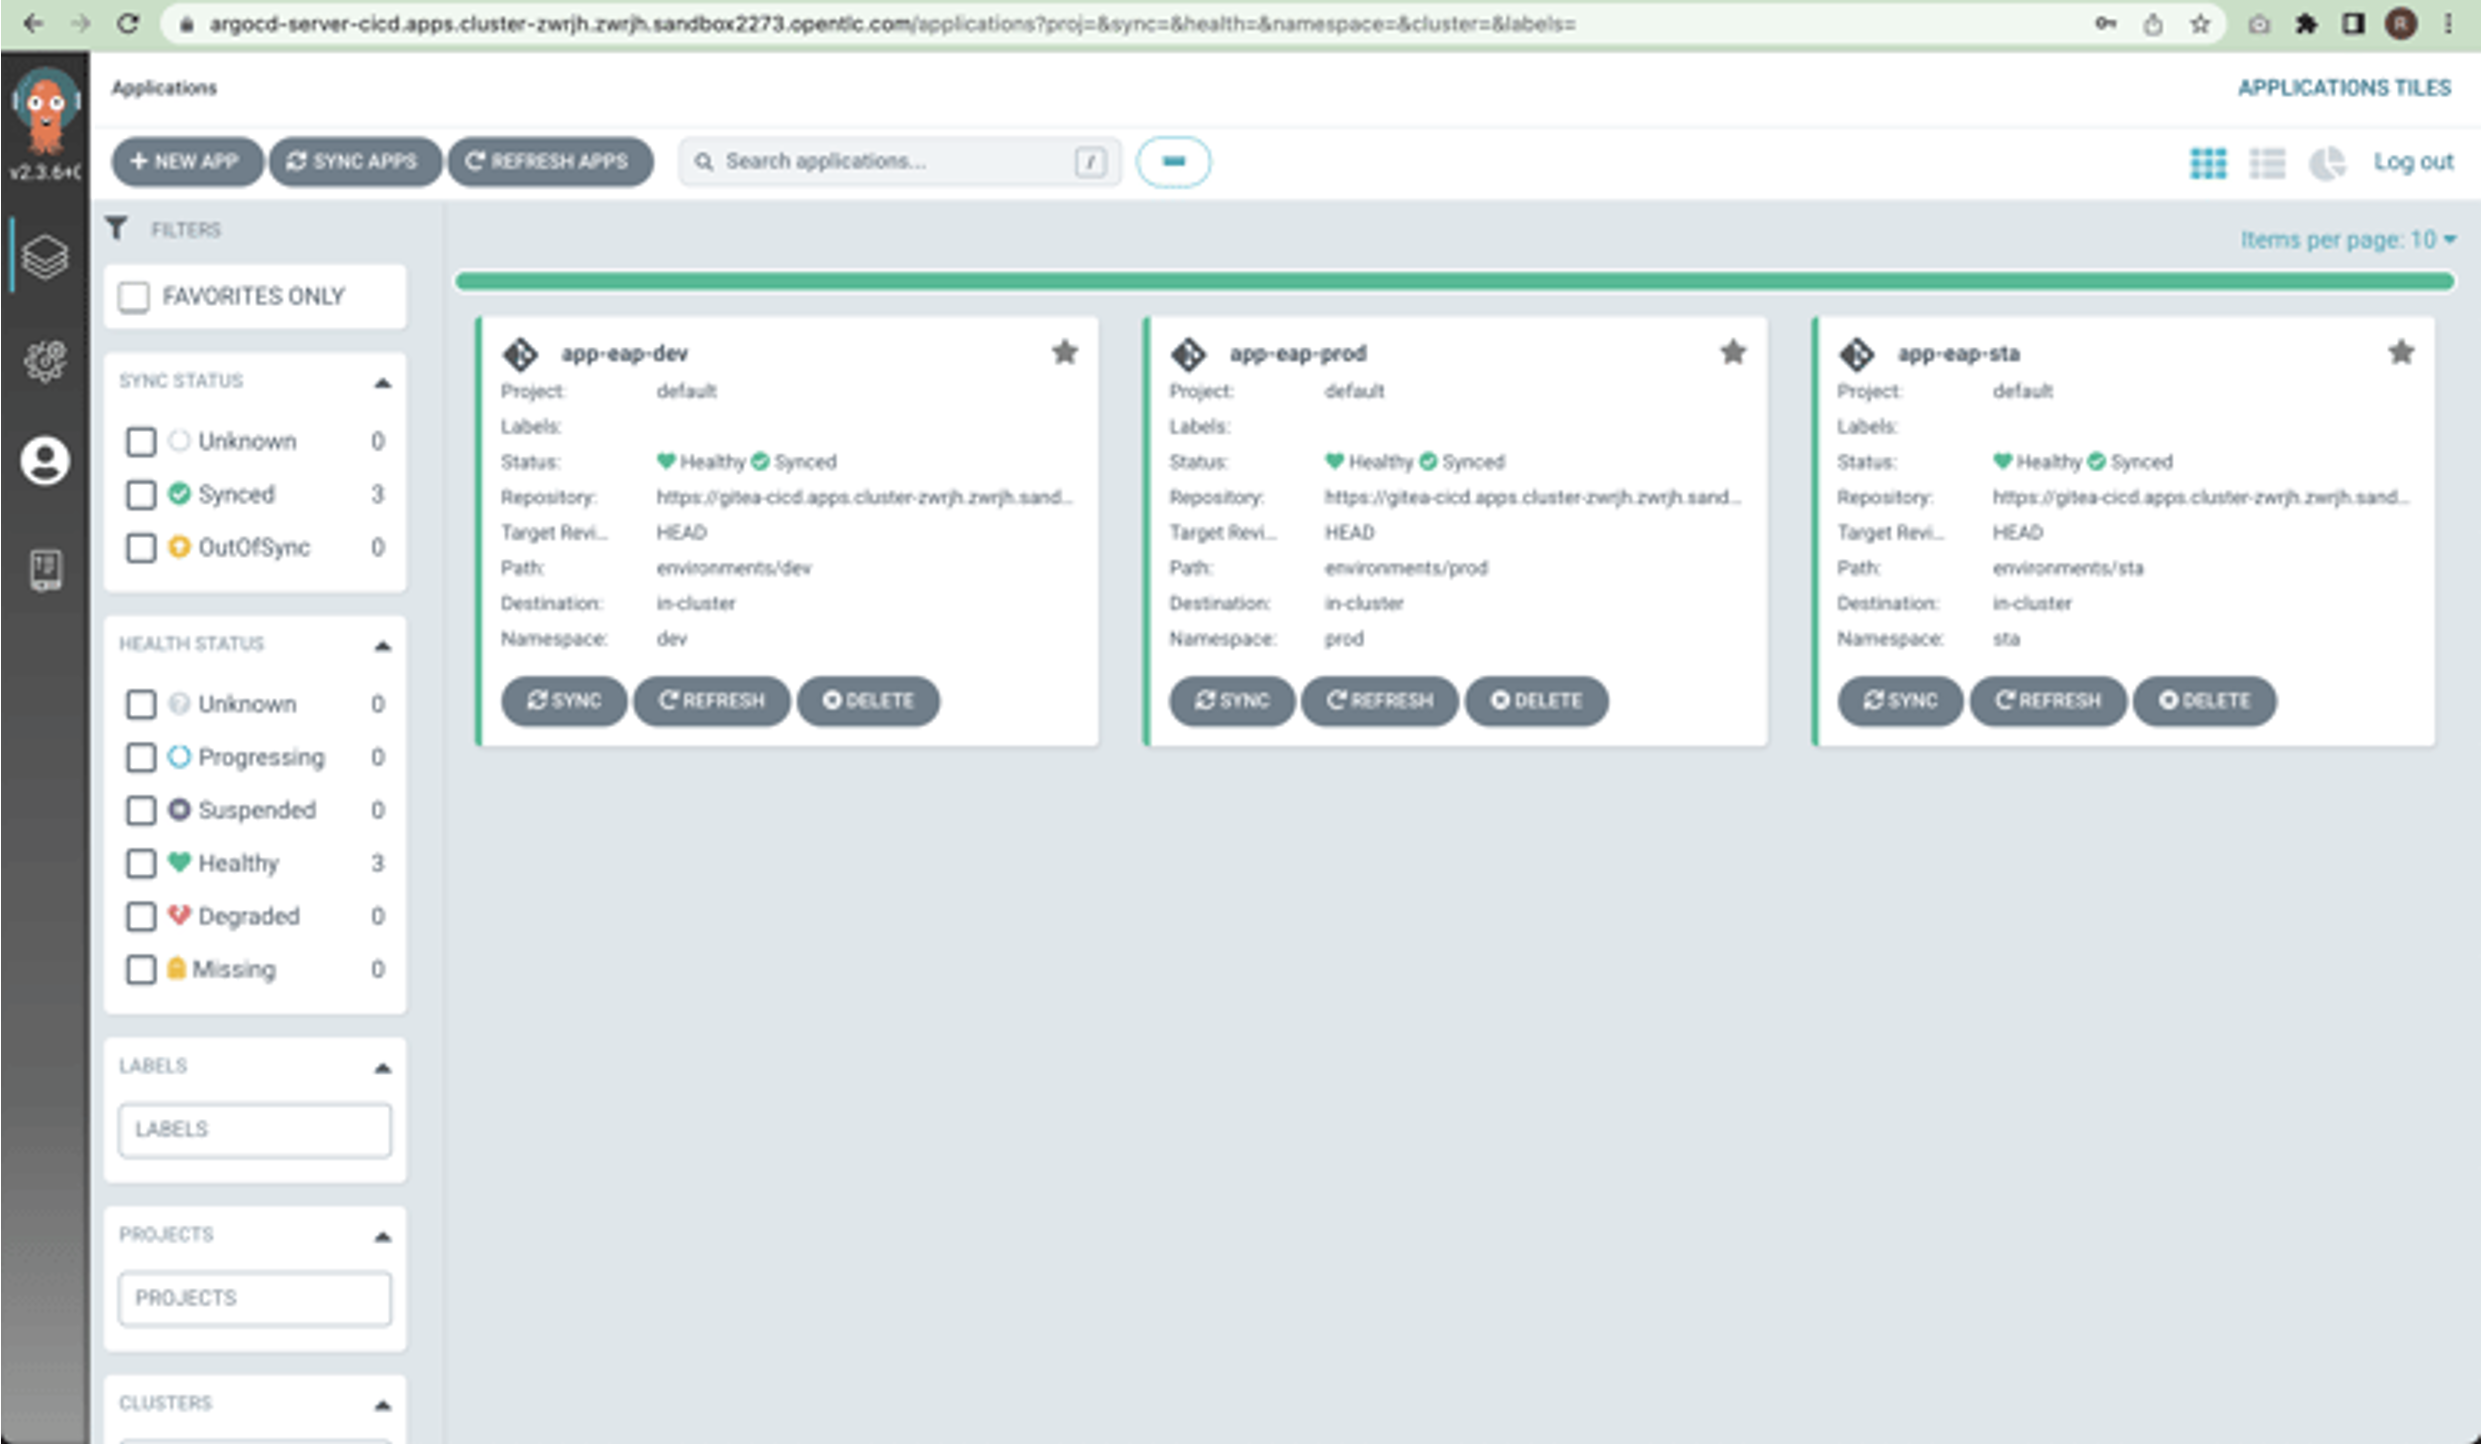 argocd-server-cicd.apps.cluster-zwrjh.zwrjh.sandbox2273.opentlc.com/applications?proj=&sync=&health=&namespace=&cluster=&labels=
R
Applications
APPLICATIONS TILES
v2.3.6+0
NEW APP
SYNC APPS
REFRESH APPS
Search applications...
/
Log out
FILTERS
Items per page: 10
FAVORITES ONLY
SYNC STATUS
Unknown 0
Synced 3
OutOfSync 0
HEALTH STATUS
Unknown 0
Progressing 0
Suspended 0
Healthy 3
Degraded 0
Missing 0
LABELS
LABELS
PROJECTS
PROJECTS
CLUSTERS
app-eap-dev
Project: default
Labels:
Status: Healthy Synced
Repository: https://gitea-cicd.apps.cluster-zwrjh.zwrjh.sand...
Target Revi... HEAD
Path: environments/dev
Destination: in-cluster
Namespace: dev
SYNC REFRESH DELETE
app-eap-prod
Project: default
Labels:
Status: Healthy Synced
Repository: https://gitea-cicd.apps.cluster-zwrjh.zwrjh.sand...
Target Revi... HEAD
Path: environments/prod
Destination: in-cluster
Namespace: prod
SYNC REFRESH DELETE
app-eap-sta
Project: default
Labels:
Status: Healthy Synced
Repository: https://gitea-cicd.apps.cluster-zwrjh.zwrjh.sand...
Target Revi... HEAD
Path: environments/sta
Destination: in-cluster
Namespace: sta
SYNC REFRESH DELETE